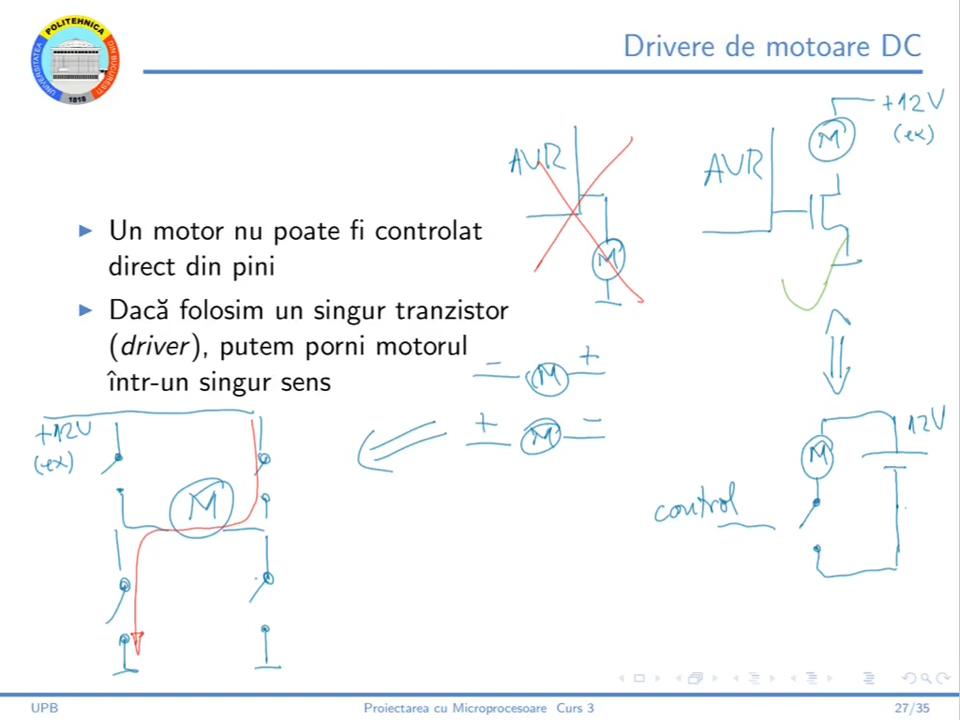 Drivere de motoare DC
UNIVERSITATEA
POLITEHNICA
DIN BUCUREȘTI
1818
AVR
M
AVR
M
+12V
(ex)
▶ Un motor nu poate fi controlat
direct din pini
▶ Dacă folosim un singur tranzistor
(driver), putem porni motorul
într-un singur sens
- M +
+ M -
+12V
(ex)
M
M
12V
control
UPB
Proiectarea cu Microprocesoare Curs 3
27/35